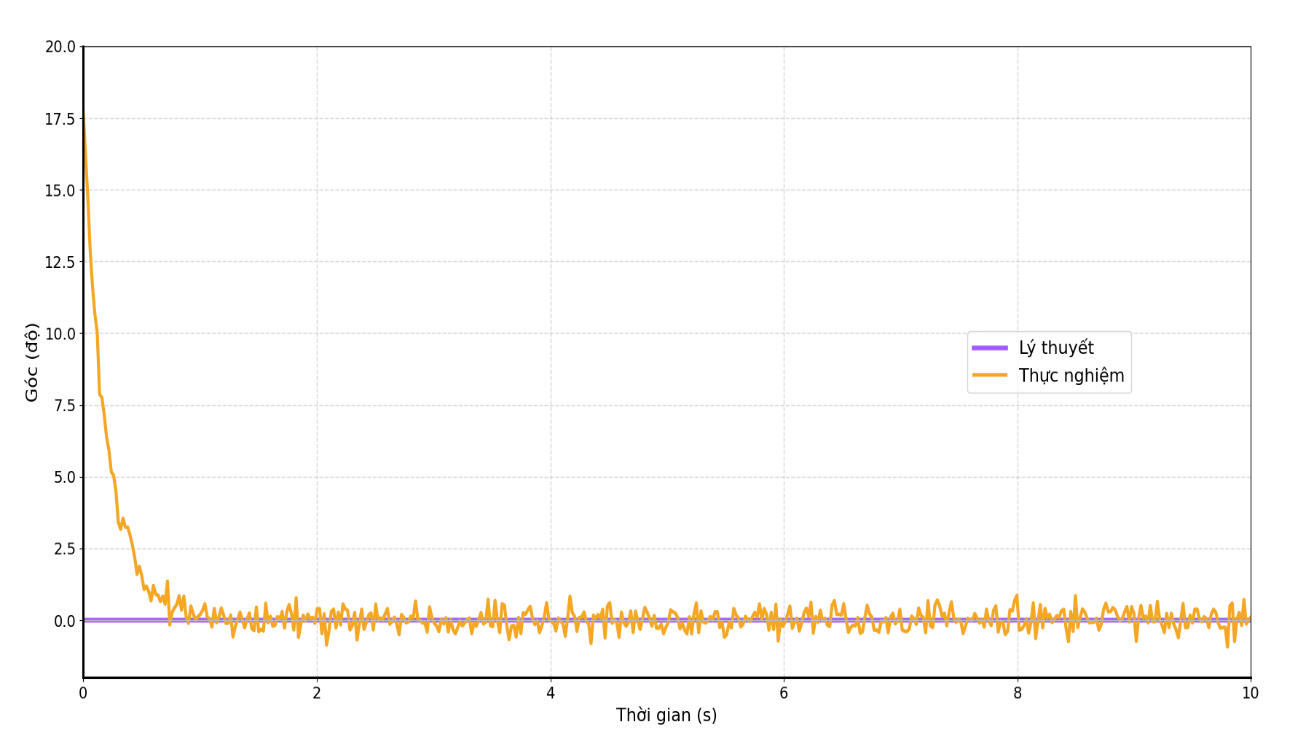 20.0
17.5
15.0
12.5
10.0
7.5
5.0
2.5
0.0
Góc (độ)
Lý thuyết
Thực nghiệm
0 2 4 6 8 10
Thời gian (s)